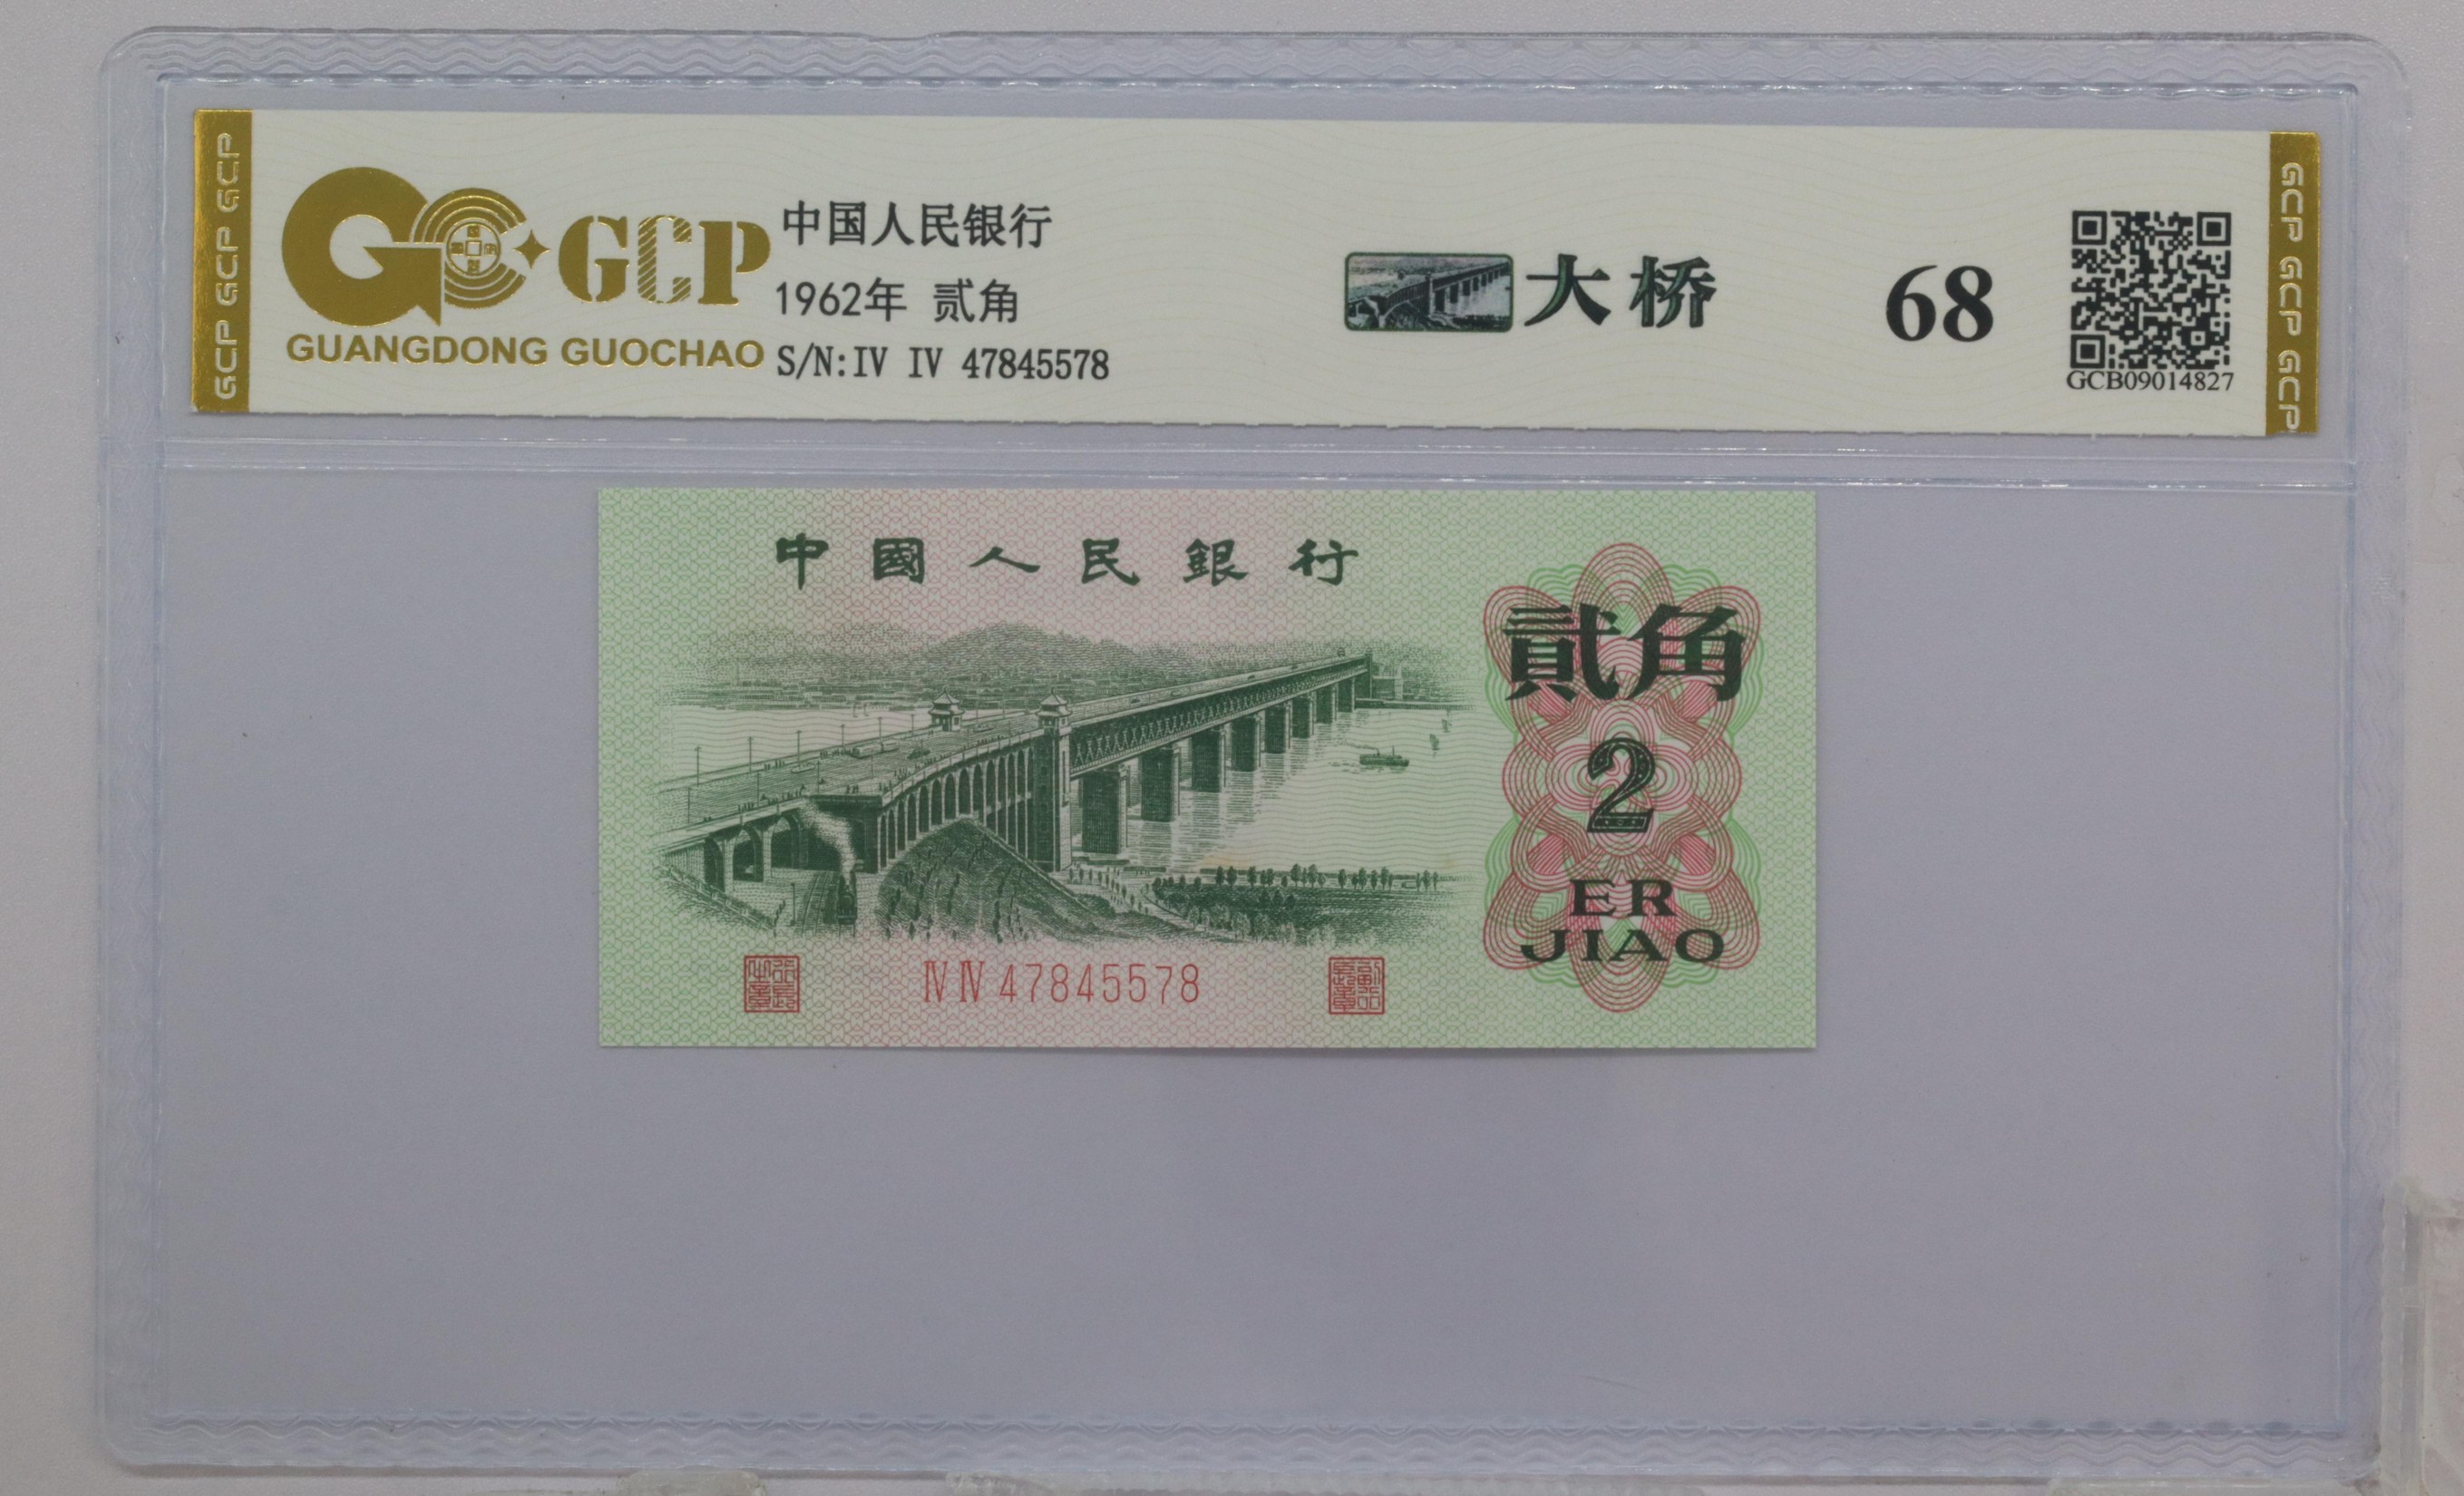 GCP GCP GCP
GCP
GUANGDONG GUOCHAO
中国人民银行
1962年 贰角
S/N:IV IV 47845578
大桥
68
GCB09014827
GCP GCP GCP
中國人民銀行
貳角
2
ER
JIAO
IV IV 47845578